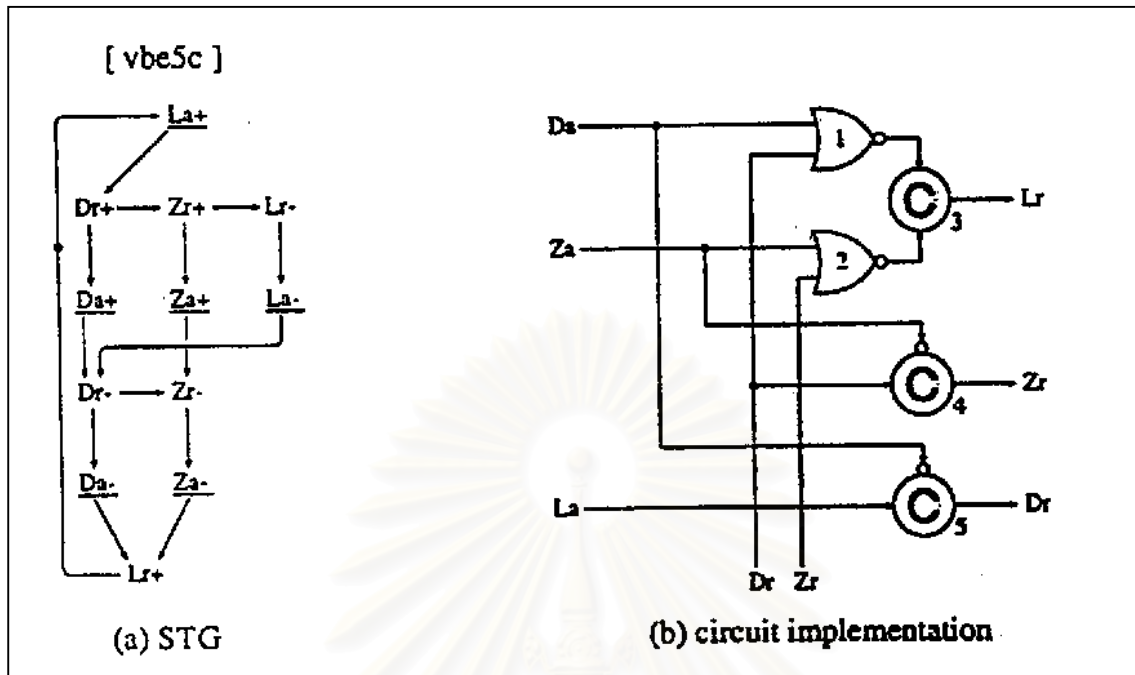 [ vbe5c ]
La+
Dr+ Zr+ Lr-
Da+ Za+ La-
Dr- Zr-
Da- Za-
Lr+
(a) STG
Da
1
C
3
Lr
Za
2
C
4
Zr
La
C
5
Dr
Dr Zr
(b) circuit implementation